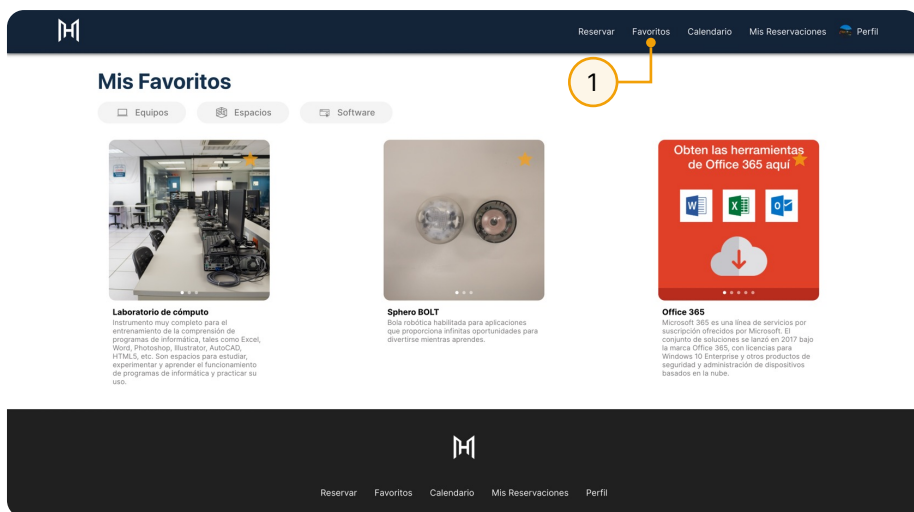 Reservar Favoritos Calendario Mis Reservaciones Perfil
1
Mis Favoritos
Equipos Espacios Software
Obten las herramientas
de Office 365 aquí
Laboratorio de cómputo
Instrumento muy completo para el
entrenamiento de la comprensión de
programas de informática, tales como Excel,
Word, Photoshop, Illustrator, AutoCAD,
HTML5, etc. Son espacios para estudiar,
experimentar y aprender el funcionamiento
de programas de informática y practicar su
uso.
Sphero BOLT
Bola robótica habilitada para aplicaciones
que proporciona infinitas oportunidades para
divertirse mientras aprendes.
Office 365
Microsoft 365 es una línea de servicios por
suscripción ofrecidos por Microsoft. El
conjunto de soluciones se lanzó en 2017 bajo
la marca Office 365, con licencias para
Windows 10 Enterprise y otros productos de
seguridad y administración de dispositivos
basados en la nube.
Reservar Favoritos Calendario Mis Reservaciones Perfil